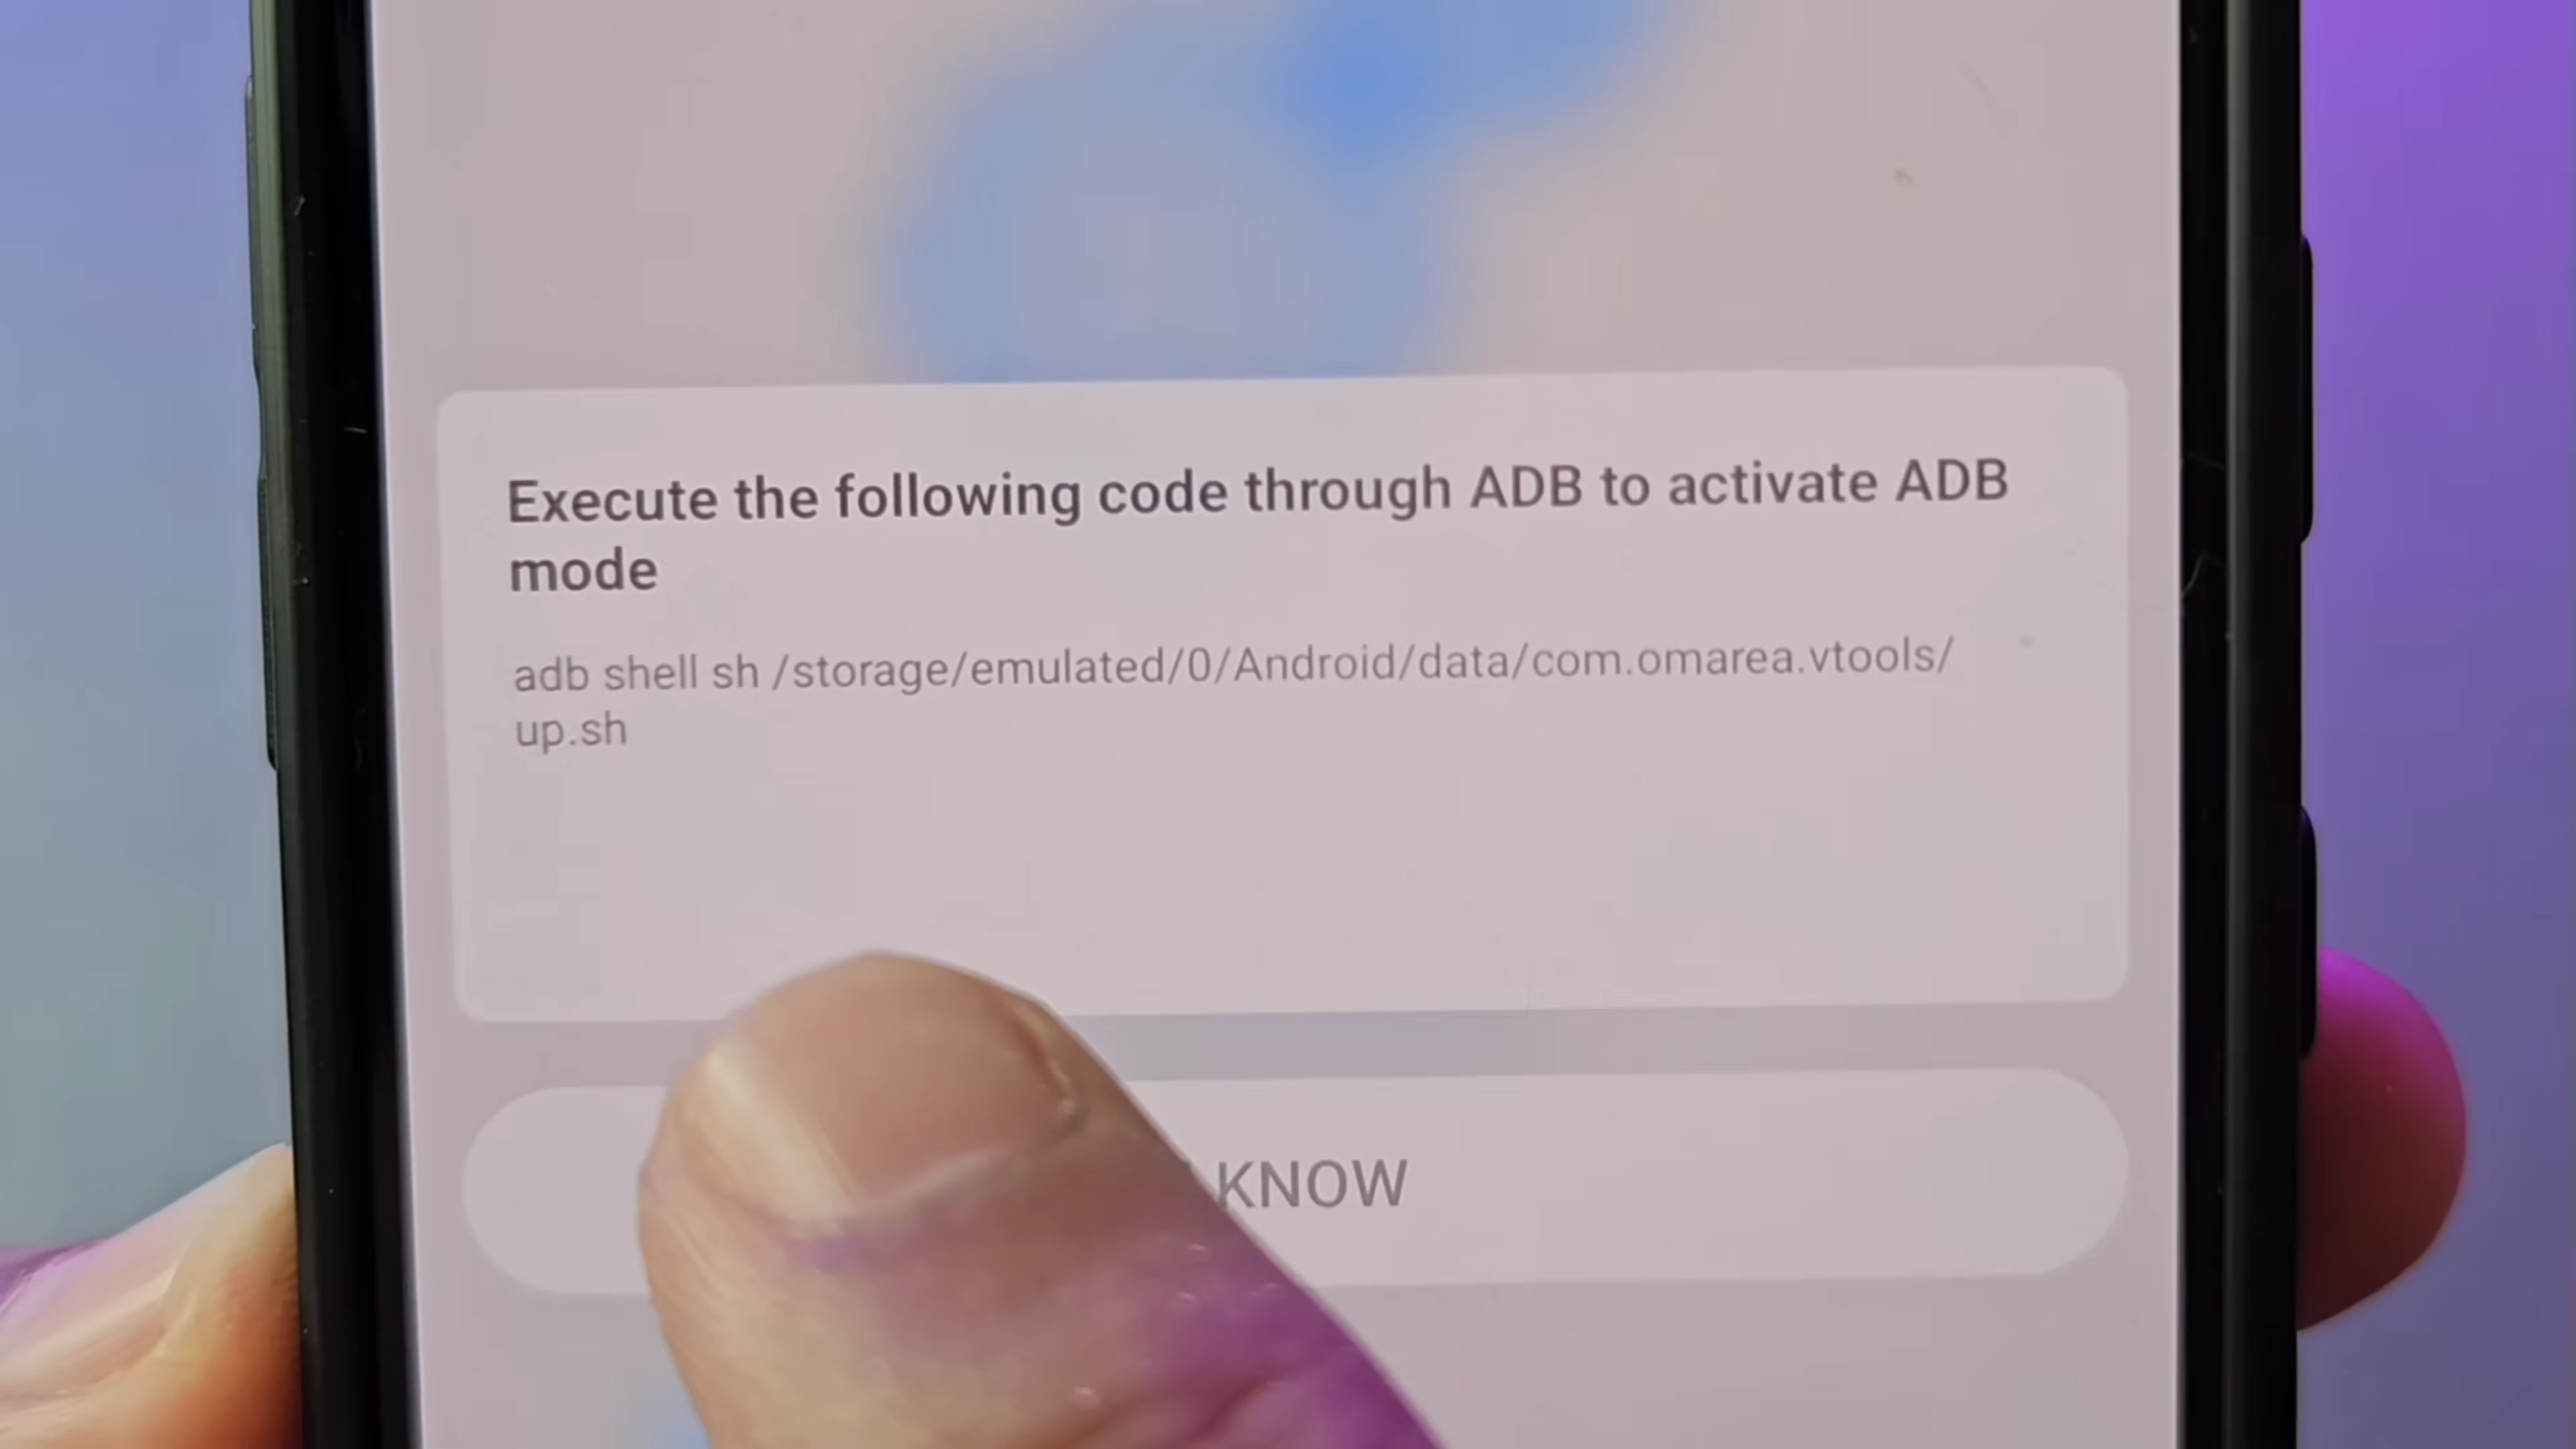 Execute the following code through ADB to activate ADB
mode
adb shell sh /storage/emulated/0/Android/data/com.omarea.vtools/
up.sh
KNOW